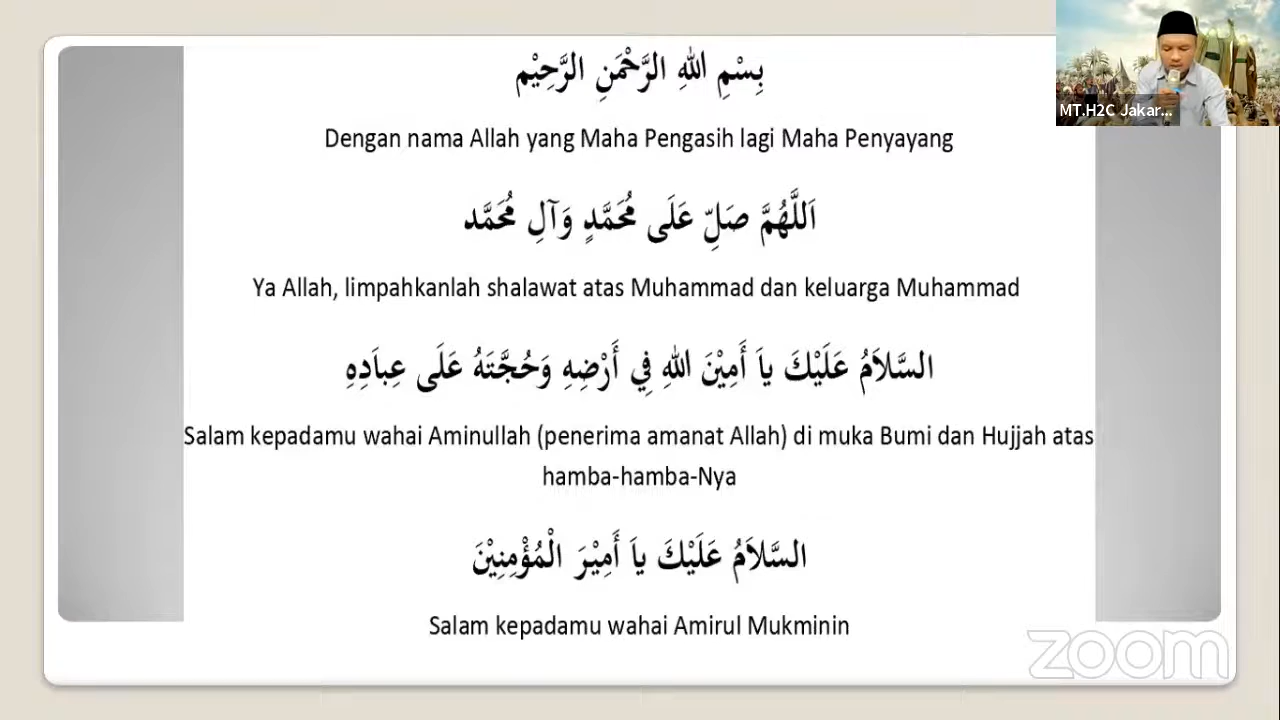 بِسْمِ اللهِ الرَّحْمَنِ الرَّحِيْمِ
Dengan nama Allah yang Maha Pengasih lagi Maha Penyayang
اَللَّهُمَّ صَلِّ عَلَى مُحَمَّدٍ وَآلِ مُحَمَّد
Ya Allah, limpahkanlah shalawat atas Muhammad dan keluarga Muhammad
السَّلاَمُ عَلَيْكَ ياَ أَمِيْنَ اللهِ فِي أَرْضِهِ وَحُجَّتَهُ عَلَى عِباَدِهِ
Salam kepadamu wahai Aminullah (penerima amanat Allah) di muka Bumi dan Hujjah atas
hamba-hamba-Nya
السَّلاَمُ عَلَيْكَ ياَ أَمِيْرَ الْمُؤْمِنِيْنَ
Salam kepadamu wahai Amirul Mukminin
MT.H2C Jakar...
zoom